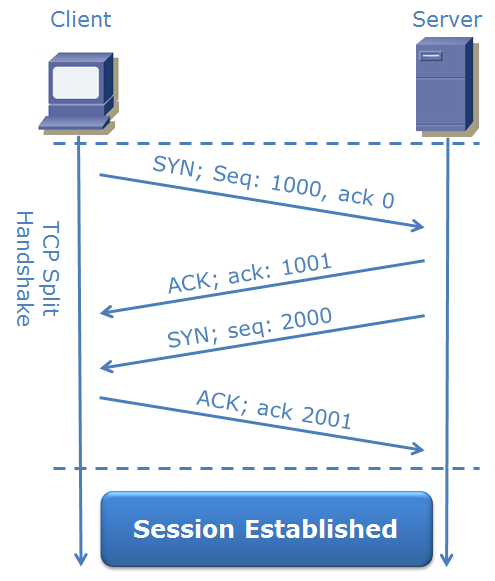 Client
Server
SYN; Seq: 1000, ack 0
TCP Split
Handshake
ACK; ack: 1001
SYN; seq: 2000
ACK; ack 2001
Session Established